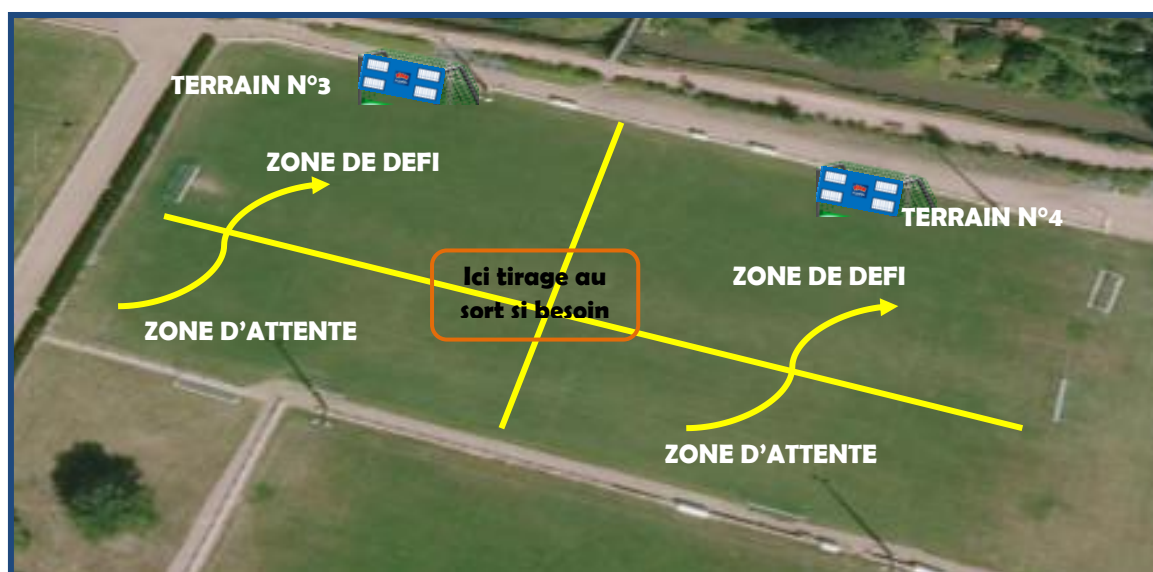 TERRAIN N°3
ZONE DE DEFI
TERRAIN N°4
Ici tirage au
sort si besoin
ZONE DE DEFI
ZONE D'ATTENTE
ZONE D'ATTENTE